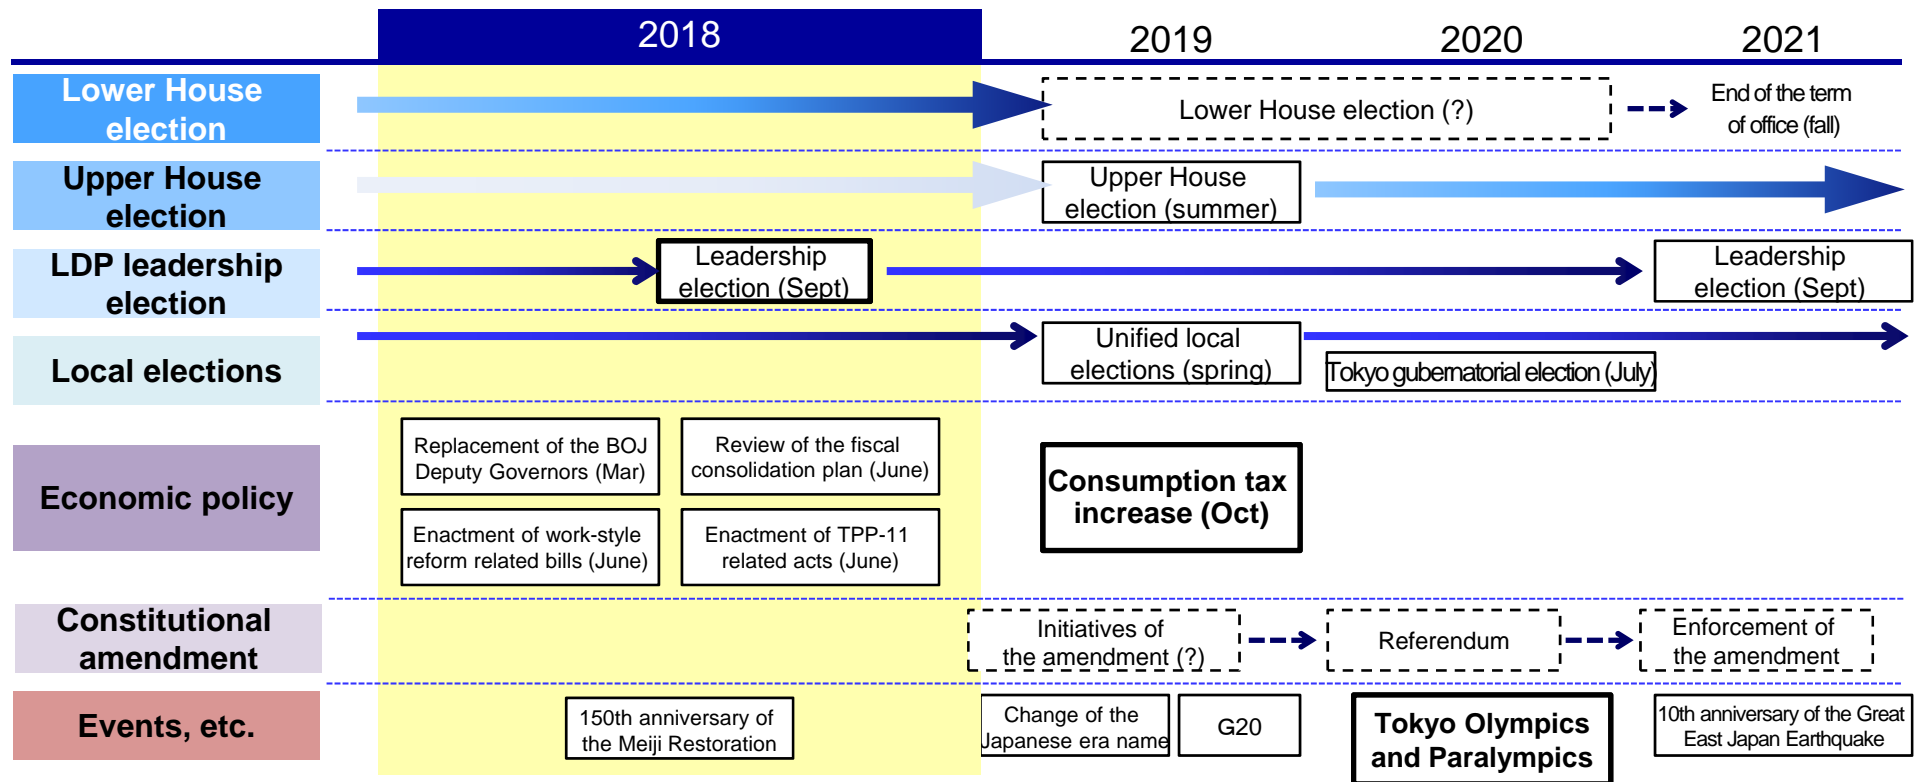 2018
2019
2020
2021
Lower House
election
Lower House election (?)
End of the term
of office (fall)
Upper House
election
Upper House
election (summer)
LDP leadership
election
Leadership
election (Sept)
Leadership
election (Sept)
Local elections
Unified local
elections (spring)
Tokyo gubernatorial election (July)
Economic policy
Replacement of the BOJ
Deputy Governors (Mar)
Review of the fiscal
consolidation plan (June)
Enactment of work-style
reform related bills (June)
Enactment of TPP-11
related acts (June)
Consumption tax
increase (Oct)
Constitutional
amendment
Initiatives of
the amendment (?)
Referendum
Enforcement of
the amendment
Events, etc.
150th anniversary of
the Meiji Restoration
Change of the
Japanese era name
G20
Tokyo Olympics
and Paralympics
10th anniversary of the Great
East Japan Earthquake